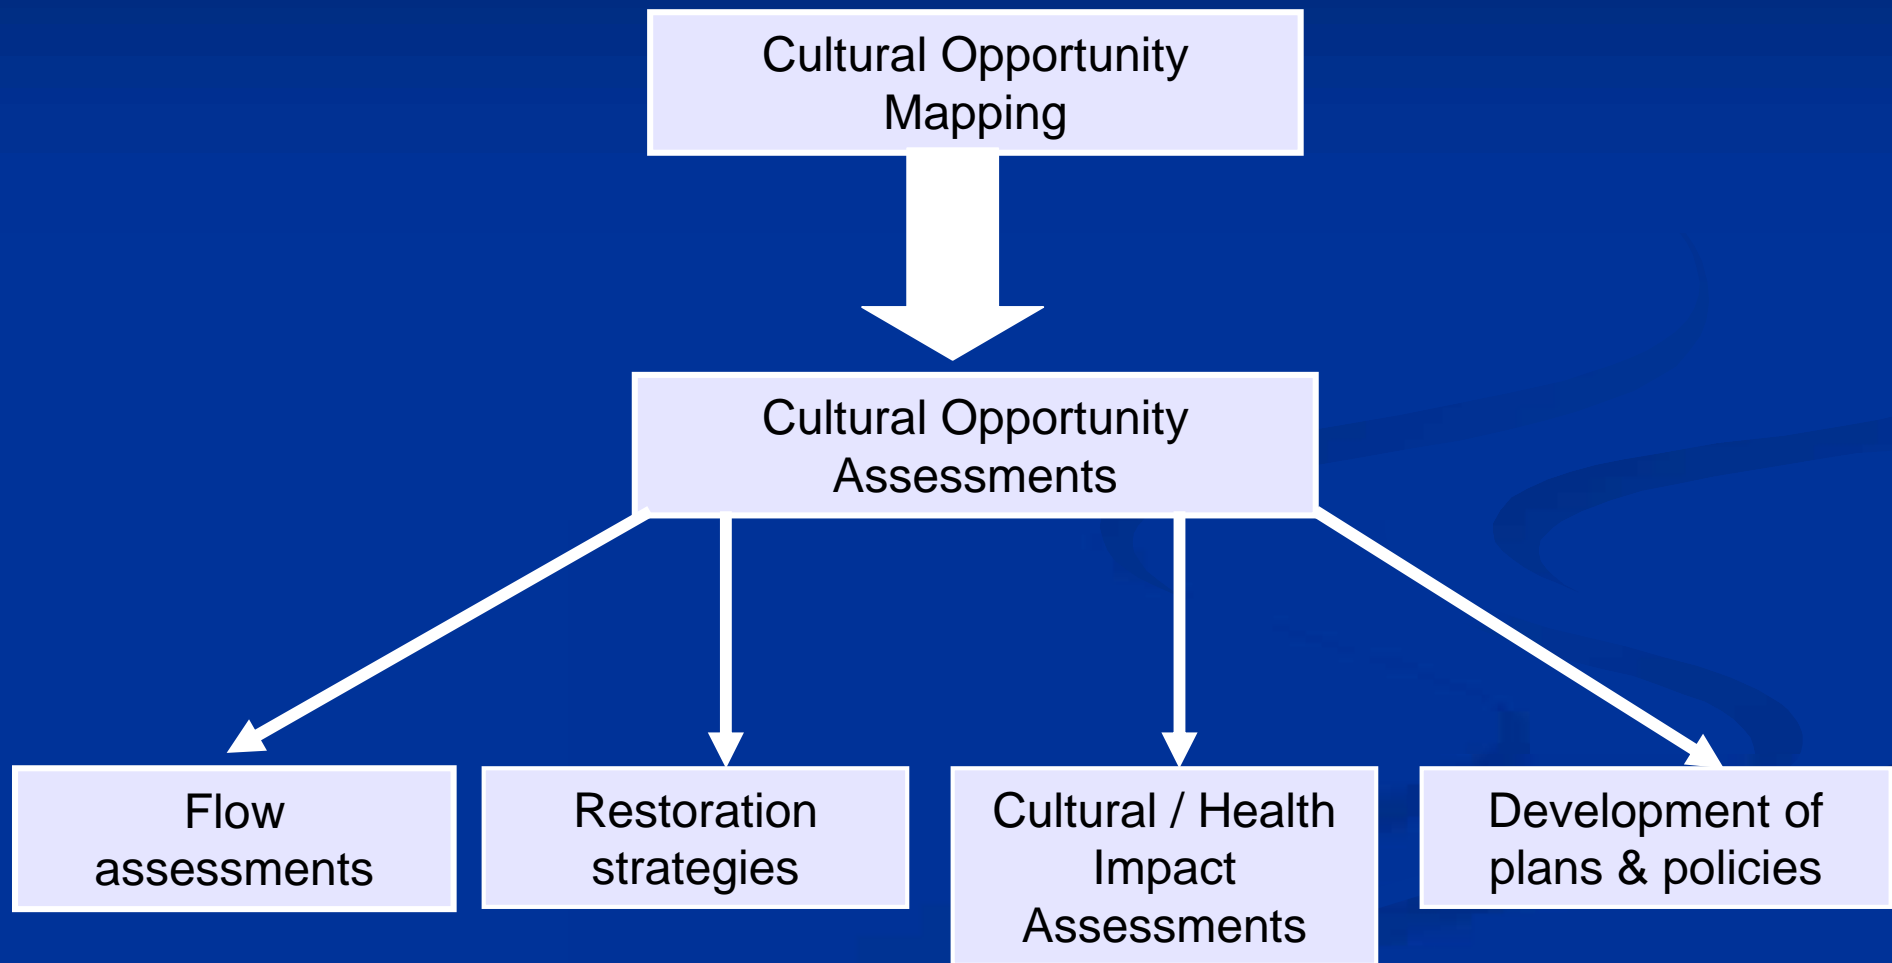 Cultural Opportunity
Mapping
Cultural Opportunity
Assessments
Flow
assessments
Restoration
strategies
Cultural / Health
Impact
Assessments
Development of
plans & policies